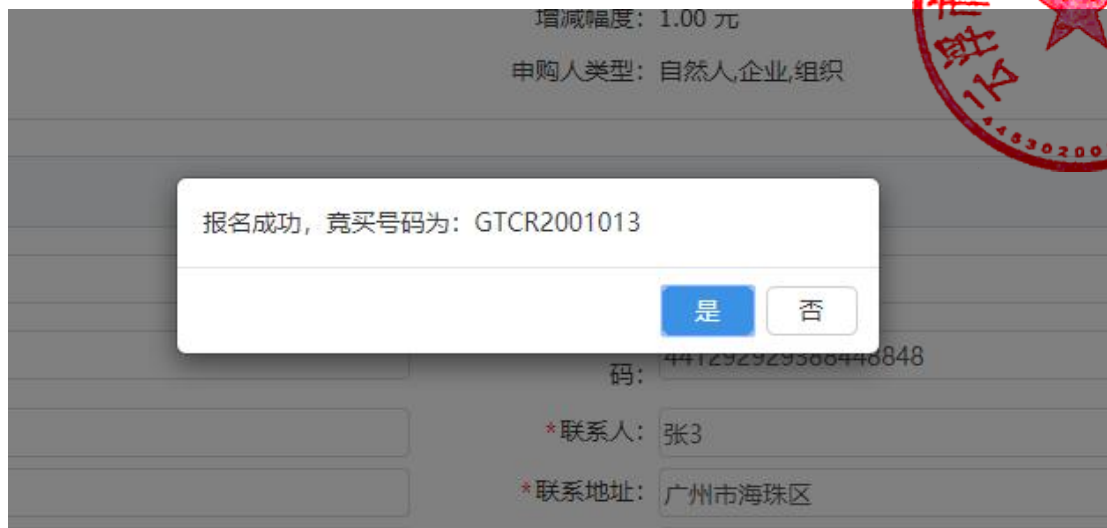 增减幅度：1.00 元
申购人类型：自然人,企业,组织
44530200
报名成功，竞买号码为：GTCR2001013
是
否
码：441292929388448848
*联系人：张3
*联系地址：广州市海珠区